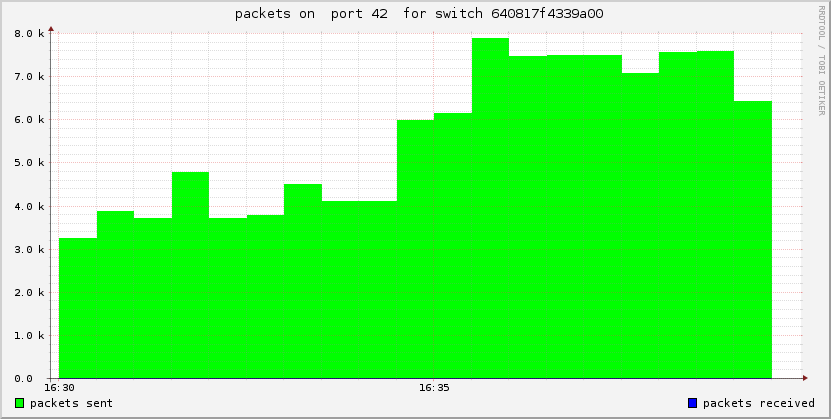 packets on port 42 for switch 640817f4339a00
RRDTOOL / TOBI OETIKER
8.0 k
7.0 k
6.0 k
5.0 k
4.0 k
3.0 k
2.0 k
1.0 k
0.0
16:30 16:35
packets sent packets received